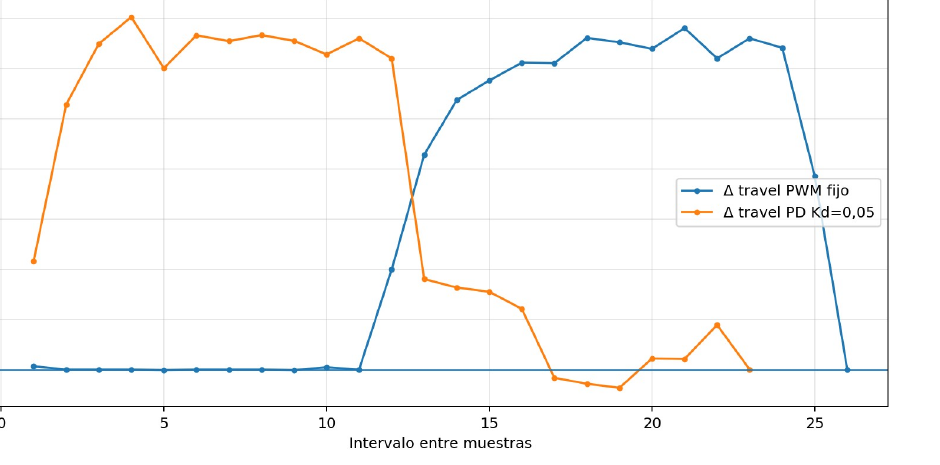 Δ travel PWM fijo
Δ travel PD Kd=0,05
0 5 10 15 20 25
Intervalo entre muestras